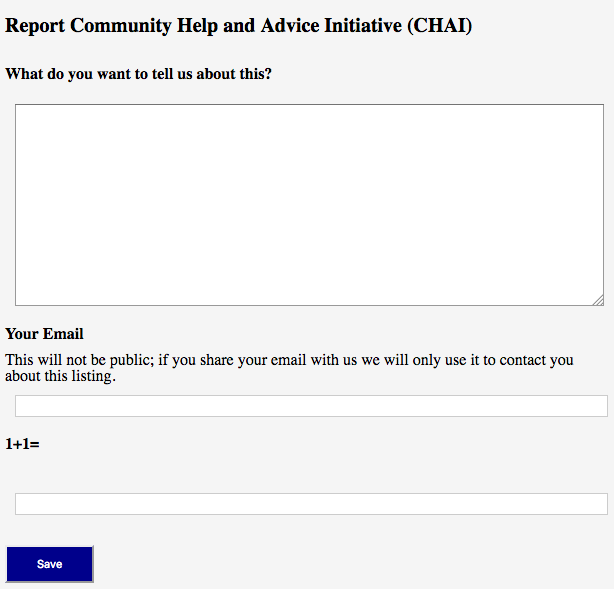 Report Community Help and Advice Initiative (CHAI)
What do you want to tell us about this?
Your Email
This will not be public; if you share your email with us we will only use it to contact you
about this listing.
1+1=
Save